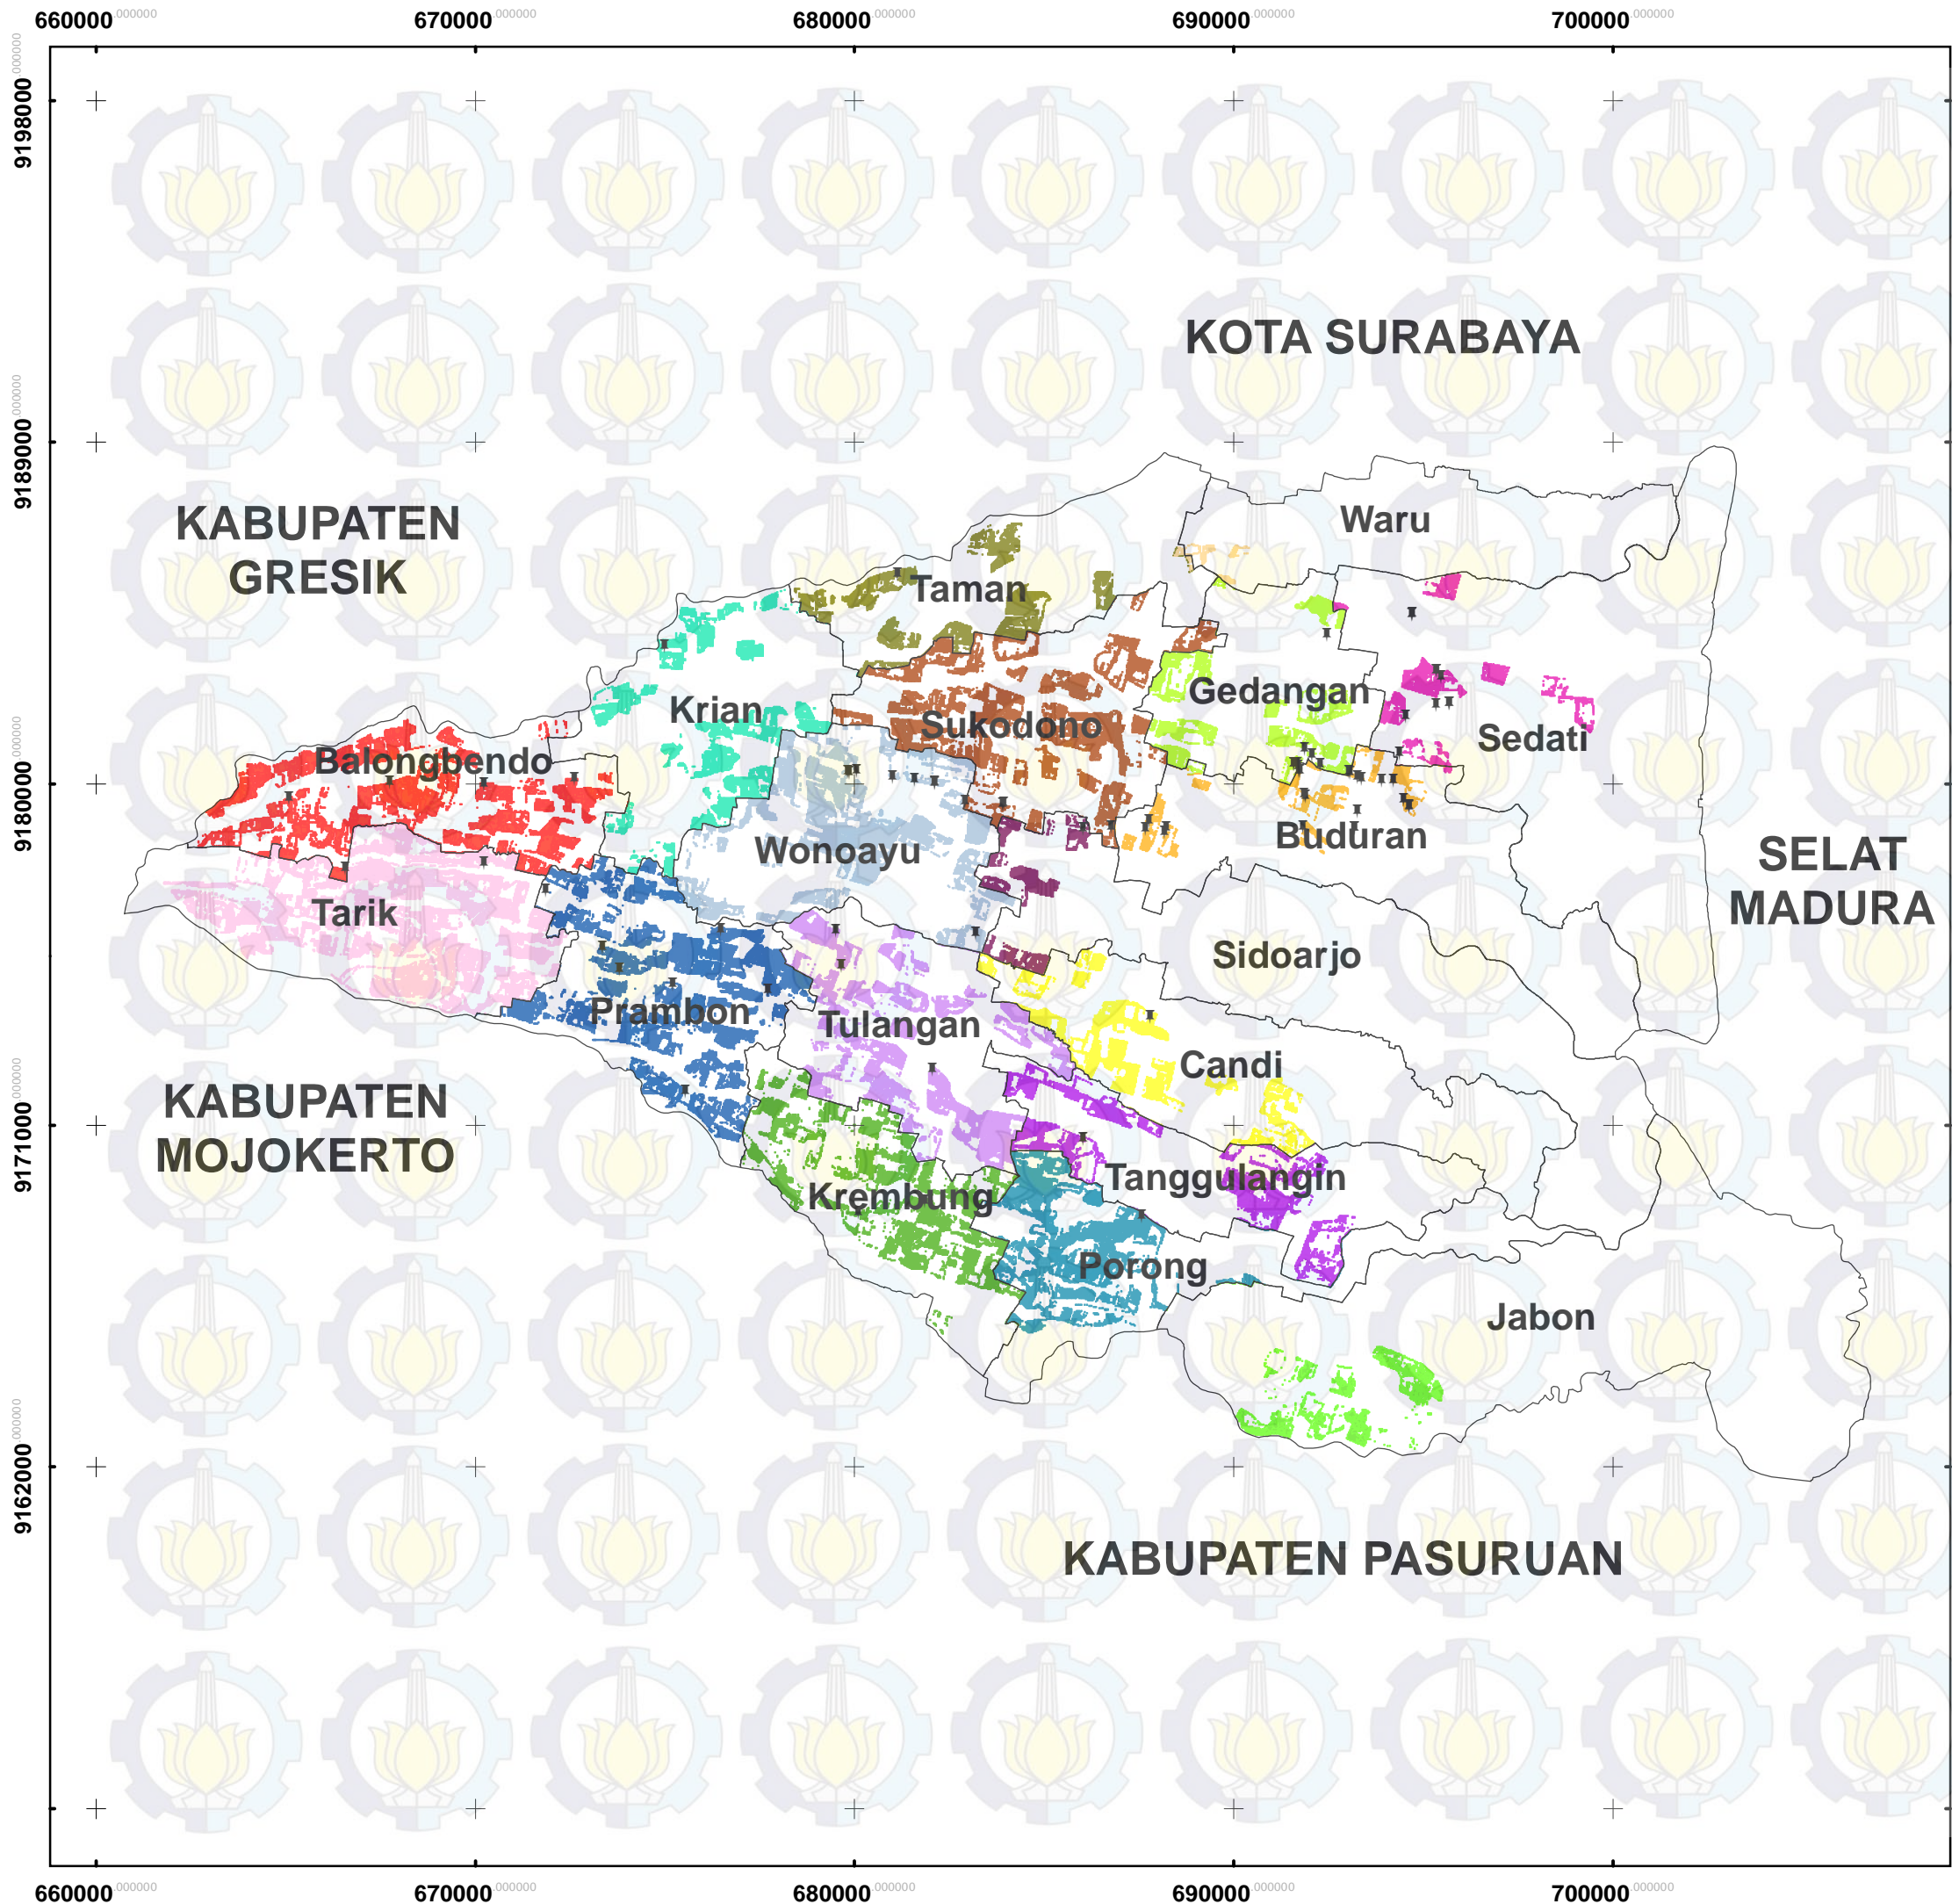 660000.000000 670000.000000 680000.000000 690000.000000 700000.000000
9198000.000000
9189000.000000
9180000.000000
9171000.000000
9162000.000000
KOTA SURABAYA
KABUPATEN
GRESIK
Waru
Taman
Gedangan
Krian
Sukodono
Sedati
Balongbendo
Buduran
Wonoayu
SELAT
MADURA
Tarik
Sidoarjo
Prambon
Tulangan
Candi
KABUPATEN
MOJOKERTO
Tanggulangin
Krembung
Porong
Jabon
KABUPATEN PASURUAN
660000.000000 670000.000000 680000.000000 690000.000000 700000.000000